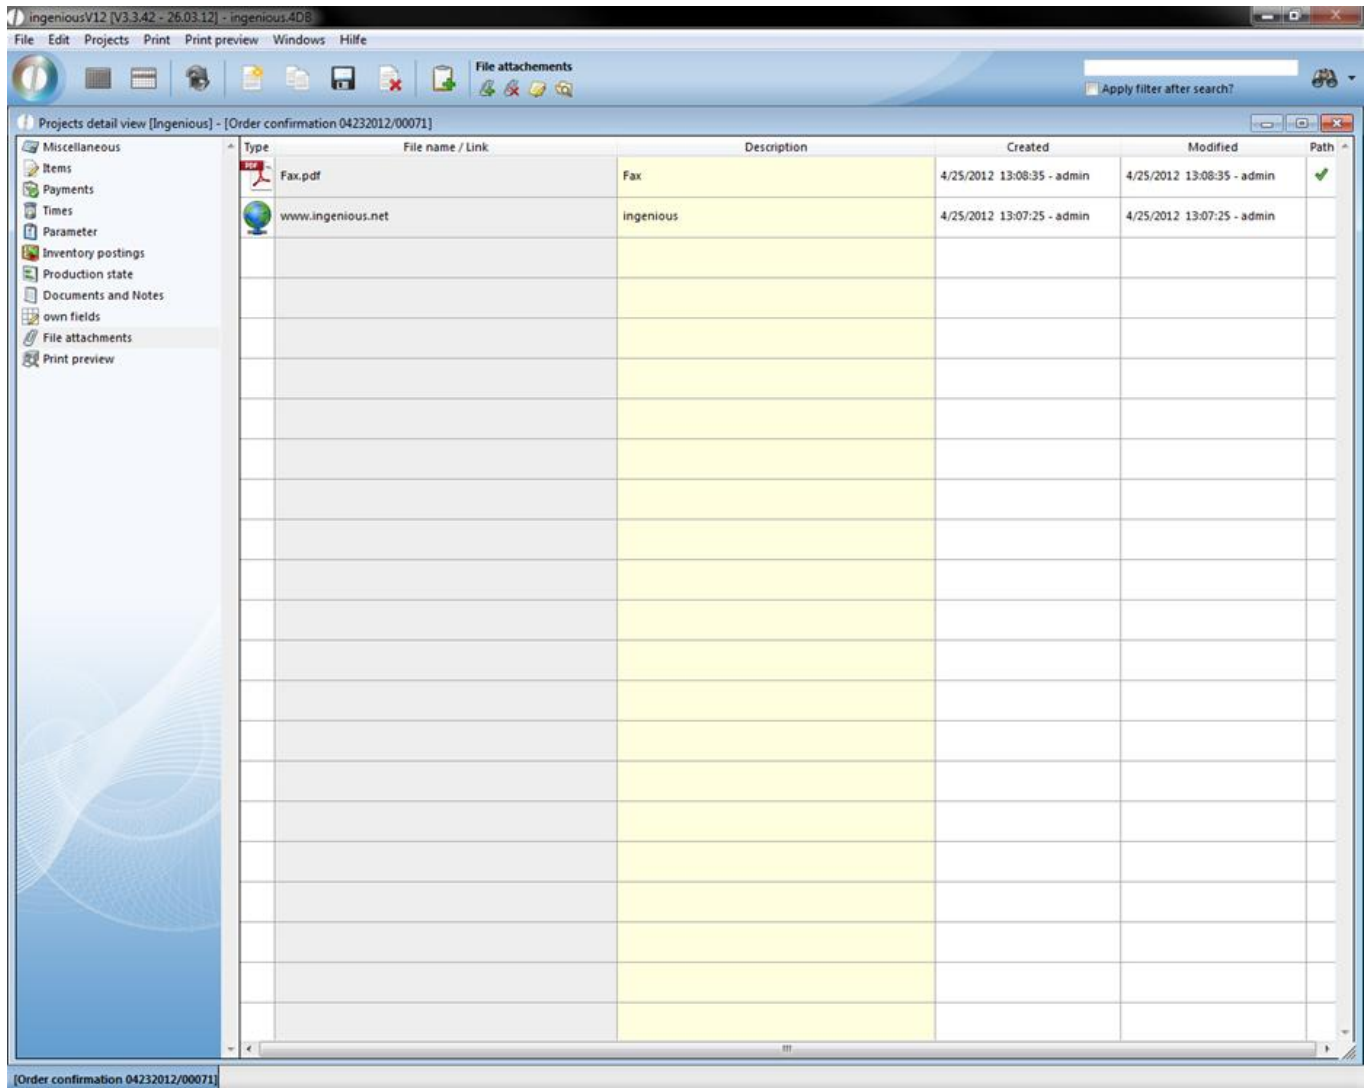 ingeniousV12 [V3.3.42 - 26.03.12] - ingenious.4DB
File Edit Projects Print Print preview Windows Hilfe
File attachements
Apply filter after search?
Projects detail view [Ingenious] - [Order confirmation 04232012/00071]
Miscellaneous
Items
Payments
Times
Parameter
Inventory postings
Production state
Documents and Notes
own fields
File attachments
Print preview
Type File name / Link Description Created Modified Path
PDF Fax.pdf Fax 4/25/2012 13:08:35 - admin 4/25/2012 13:08:35 - admin
www.ingenious.net ingenious 4/25/2012 13:07:25 - admin 4/25/2012 13:07:25 - admin
[Order confirmation 04232012/00071]